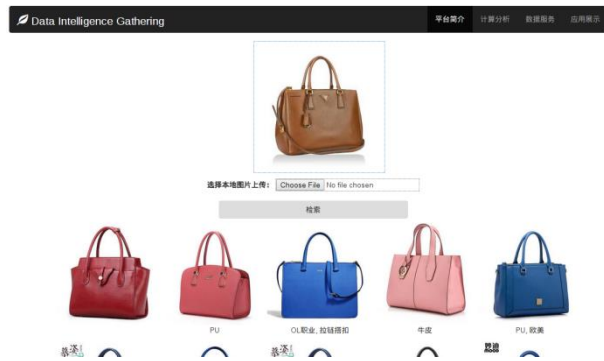 Data Intelligence Gathering
平台简介 计算分析 数据服务 应用展示
选择本地图片上传： Choose File No file chosen
检索
PU OL职业, 拉链搭扣 牛皮 PU, 欧美